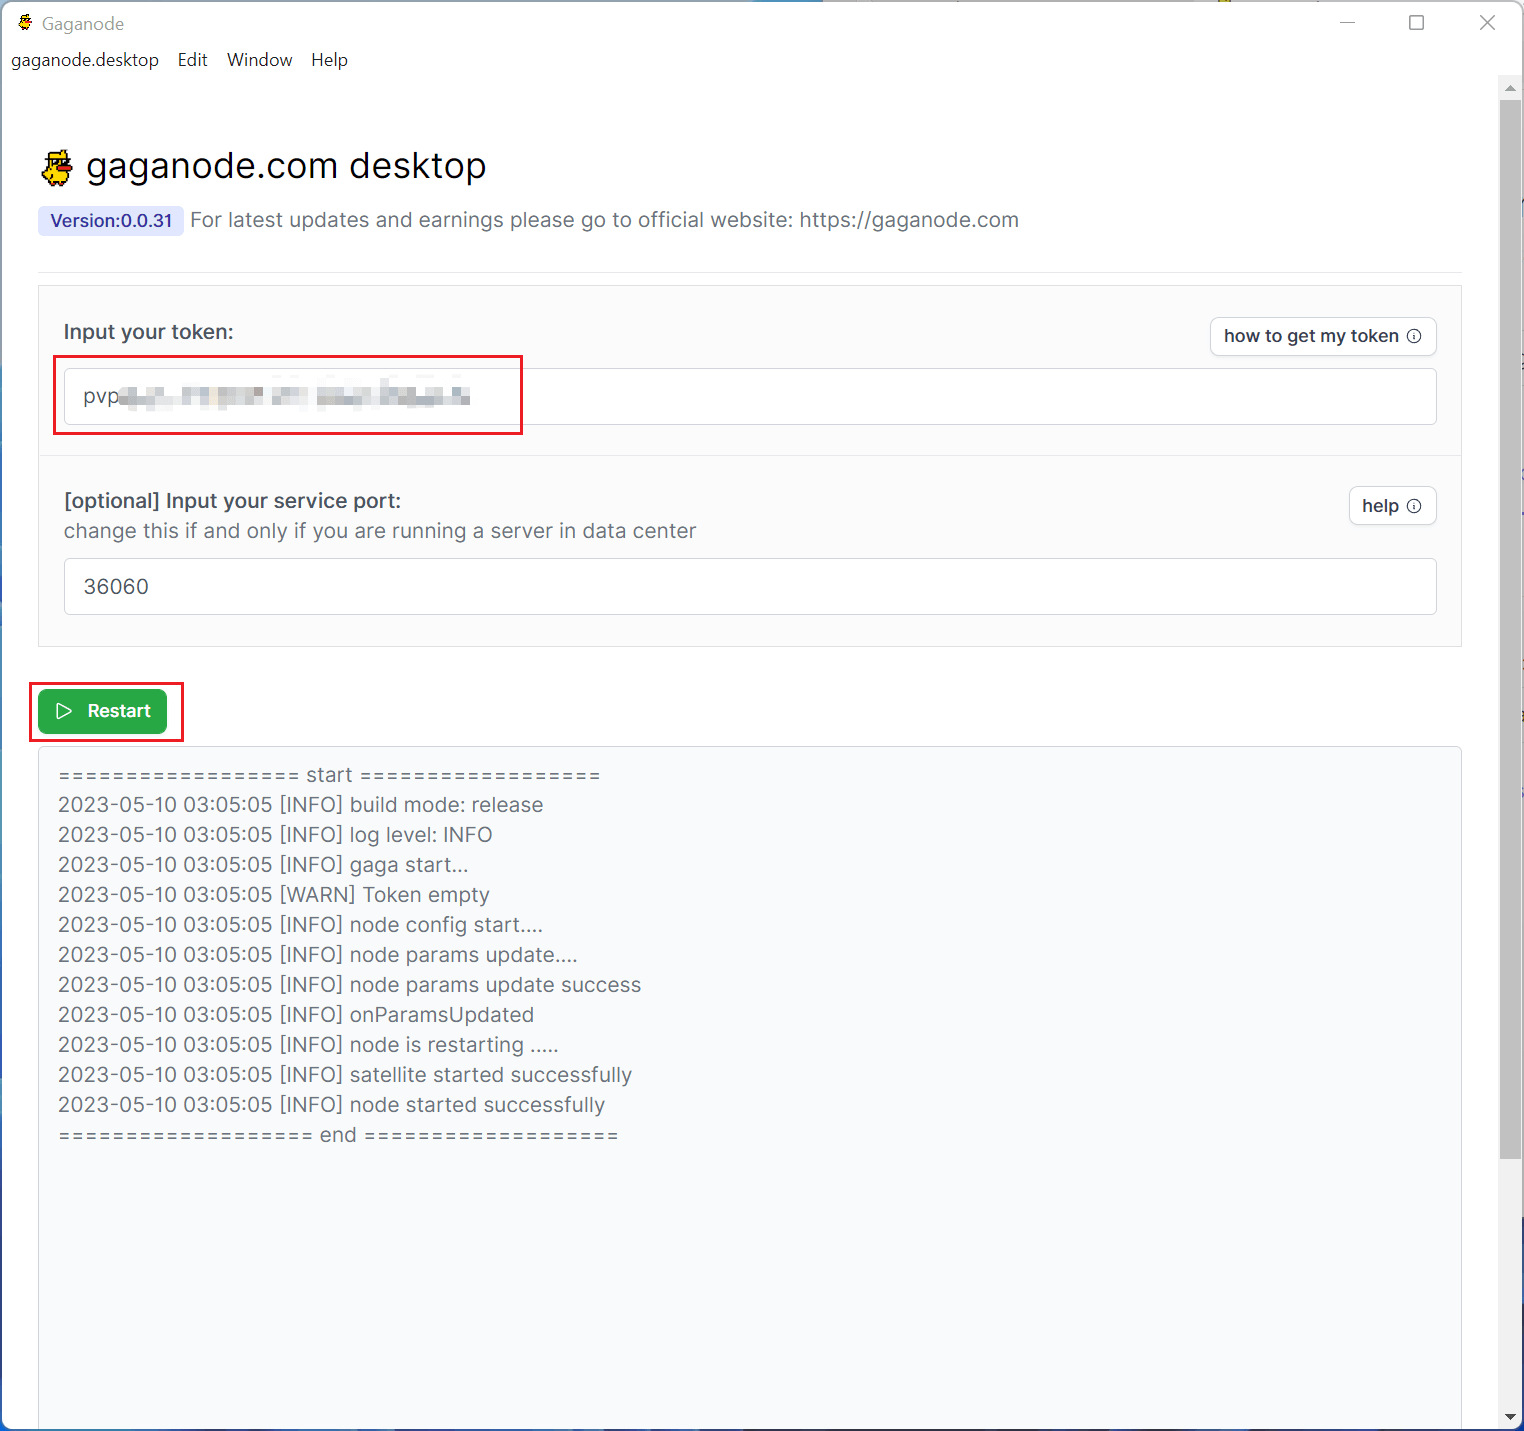 Gaganode
gaganode.desktop Edit Window Help
gaganode.com desktop
Version:0.0.31 For latest updates and earnings please go to official website: https://gaganode.com
Input your token:
how to get my token
pvp
[optional] Input your service port:
help
change this if and only if you are running a server in data center
36060
Restart
================== start ==================
2023-05-10 03:05:05 [INFO] build mode: release
2023-05-10 03:05:05 [INFO] log level: INFO
2023-05-10 03:05:05 [INFO] gaga start...
2023-05-10 03:05:05 [WARN] Token empty
2023-05-10 03:05:05 [INFO] node config start....
2023-05-10 03:05:05 [INFO] node params update....
2023-05-10 03:05:05 [INFO] node params update success
2023-05-10 03:05:05 [INFO] onParamsUpdated
2023-05-10 03:05:05 [INFO] node is restarting .....
2023-05-10 03:05:05 [INFO] satellite started successfully
2023-05-10 03:05:05 [INFO] node started successfully
=================== end ===================